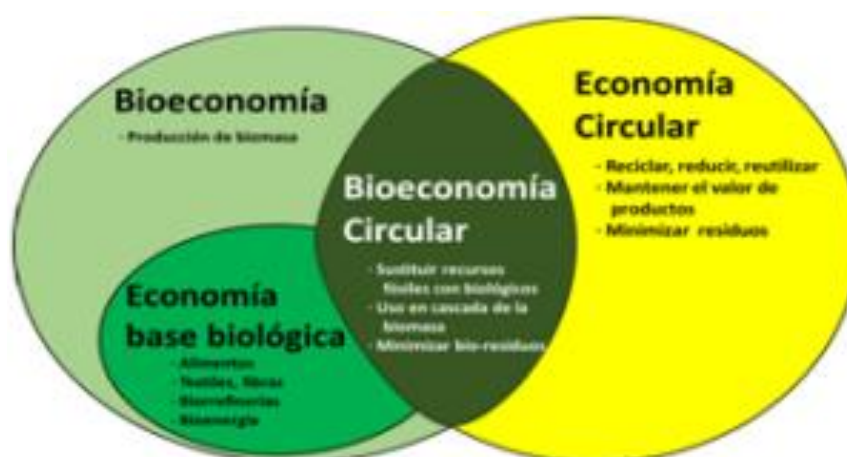 Bioeconomía
- Producción de biomasa
Economía
base biológica
- Alimentos
- Textiles, fibras
- Biorrefinerías
- Bioenergía
Bioeconomía
Circular
- Sustituir recursos
fósiles con biológicos
- Uso en cascada de la
biomasa
- Minimizar bio-residuos
Economía
Circular
- Reciclar, reducir, reutilizar
- Mantener el valor de
productos
- Minimizar residuos